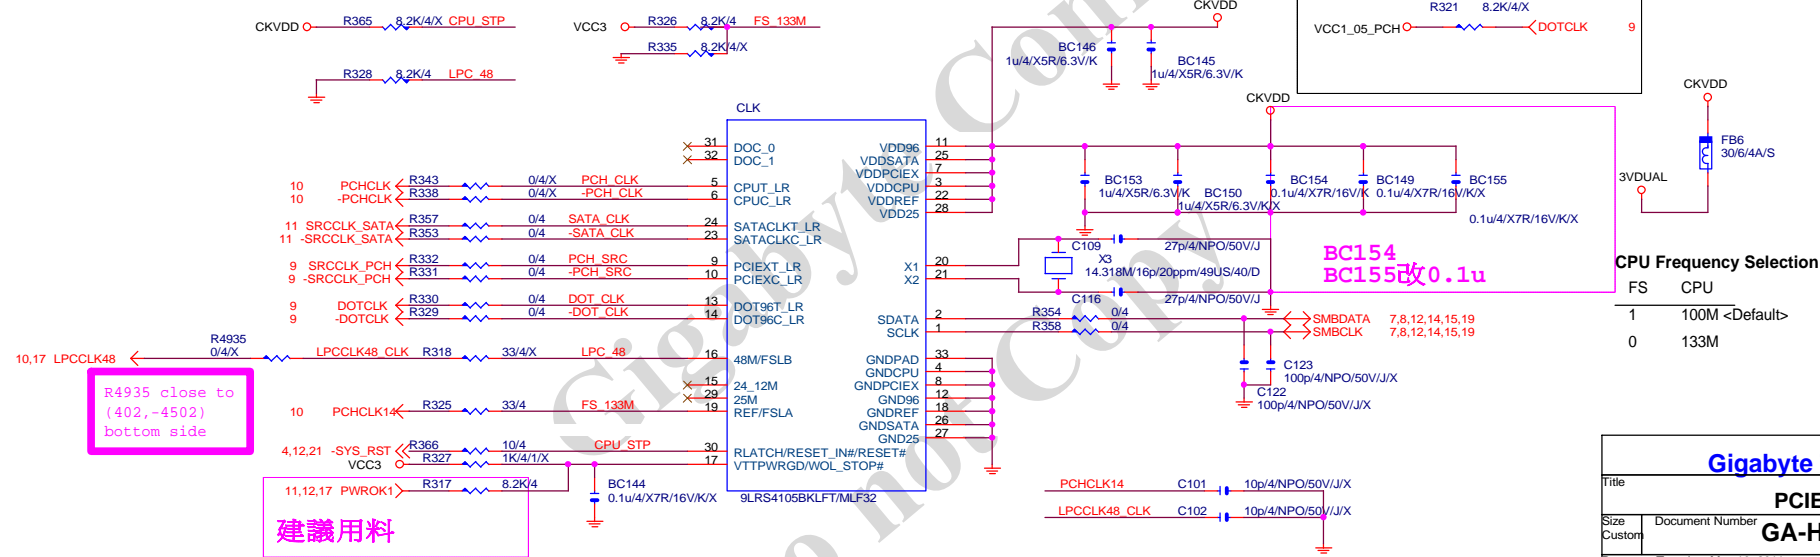 CKVDD R365 8.2K/4/X CPU_STP
VCC3 R326 8.2K/4 FS_133M
R335 8.2K/4/X
R328 8.2K/4 LPC_48
CKVDD
BC146
1u/4/X5R/6.3V/K
BC145
1u/4/X5R/6.3V/K
R321 8.2K/4/X
VCC1_05_PCH DOTCLK 9
CKVDD
FB6
30/6/4A/S
3VDUAL
CKVDD
CLK
31 DOC_0
32 DOC_1
10 PCHCLK R343 0/4/X PCH_CLK 5 CPUT_LR
10 -PCHCLK R338 0/4/X -PCH_CLK 6 CPUC_LR
11 SRCCLK_SATA R357 0/4 SATA_CLK 24 SATACLKT_LR
11 -SRCCLK_SATA R353 0/4 -SATA_CLK 23 SATACLKC_LR
9 SRCCLK_PCH R332 0/4 PCH_SRC 9 PCIEXT_LR
9 -SRCCLK_PCH R331 0/4 -PCH_SRC 10 PCIEXC_LR
9 DOTCLK R330 0/4 DOT_CLK 13 DOT96T_LR
9 -DOTCLK R329 0/4 -DOT_CLK 14 DOT96C_LR
R4935
0/4/X
10,17 LPCCLK48 LPCCLK48_CLK R318 33/4/X LPC_48 16 48M/FSLB
15 24_12M
29 25M
10 PCHCLK14 R325 33/4 FS_133M 19 REF/FSLA
4,12,21 -SYS_RST R366 10/4 CPU_STP 30 RLATCH/RESET_IN#/RESET#
VCC3 R327 1K/4/1/X 17 VTTPWRGD/WOL_STOP#
11,12,17 PWROK1 R317 8.2K/4
BC144
0.1u/4/X7R/16V/K/X
9LRS4105BKLFT/MLF32
R4935 close to
(402,-4502)
bottom side
建議用料
VDD96 11
VDDSATA 25
VDDPCIEX 7
VDDCPU 3
VDDREF 22
VDD25 28
X1 20
X2 21
SDATA 2
SCLK 1
GNDPAD 33
GNDCPU 4
GNDPCIEX 8
GND96 12
GNDREF 18
GNDSATA 26
GND25 27
BC153
1u/4/X5R/6.3V/K
BC150
1u/4/X5R/6.3V/K/X
BC154
0.1u/4/X7R/16V/K
BC149
0.1u/4/X7R/16V/K/X
BC155
0.1u/4/X7R/16V/K/X
C109 27p/4/NPO/50V/J
X3
14.318M/16p/20ppm/49US/40/D
C116 27p/4/NPO/50V/J
BC154
BC155改0.1u
R354 0/4 SMBDATA 7,8,12,14,15,19
R358 0/4 SMBCLK 7,8,12,14,15,19
C123
100p/4/NPO/50V/J/X
C122
100p/4/NPO/50V/J/X
PCHCLK14 C101 10p/4/NPO/50V/J/X
LPCCLK48_CLK C102 10p/4/NPO/50V/J/X
CPU Frequency Selection
FS CPU
1 100M <Default>
0 133M
Gigabyte
Title
PCIE
Size
Custom
Document Number
GA-H
Gigabyte Con
o not Copy